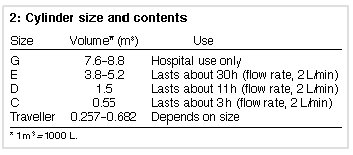 2: Cylinder size and contents
Size Volume* (m³) Use
G 7.6–8.8 Hospital use only
E 3.8–5.2 Lasts about 30h (flow rate, 2 L/min)
D 1.5 Lasts about 11h (flow rate, 2 L/min)
C 0.55 Lasts about 3h (flow rate, 2 L/min)
Traveller 0.257–0.682 Depends on size
* 1m³=1000 L.